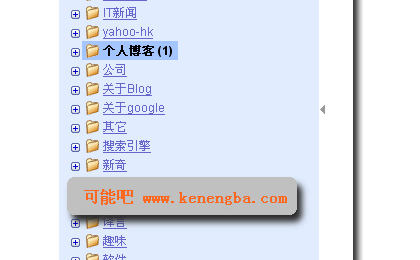 IT新闻
yahoo-hk
个人博客 (1)
公司
关于Blog
关于google
其它
搜索引擎
新奇
可能吧 www.kenengba.com
译言
趣味
软件